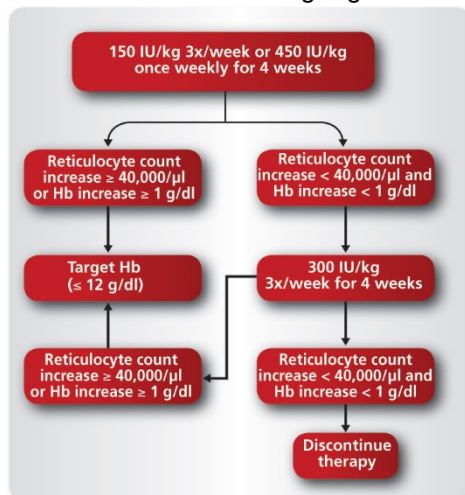 150 IU/kg 3x/week or 450 IU/kg
once weekly for 4 weeks
Reticulocyte count
increase ≥ 40,000/µl
or Hb increase ≥ 1 g/dl
Reticulocyte count
increase < 40,000/µl and
Hb increase < 1 g/dl
Target Hb
(≤ 12 g/dl)
300 IU/kg
3x/week for 4 weeks
Reticulocyte count
increase ≥ 40,000/µl
or Hb increase ≥ 1 g/dl
Reticulocyte count
increase < 40,000/µl and
Hb increase < 1 g/dl
Discontinue
therapy